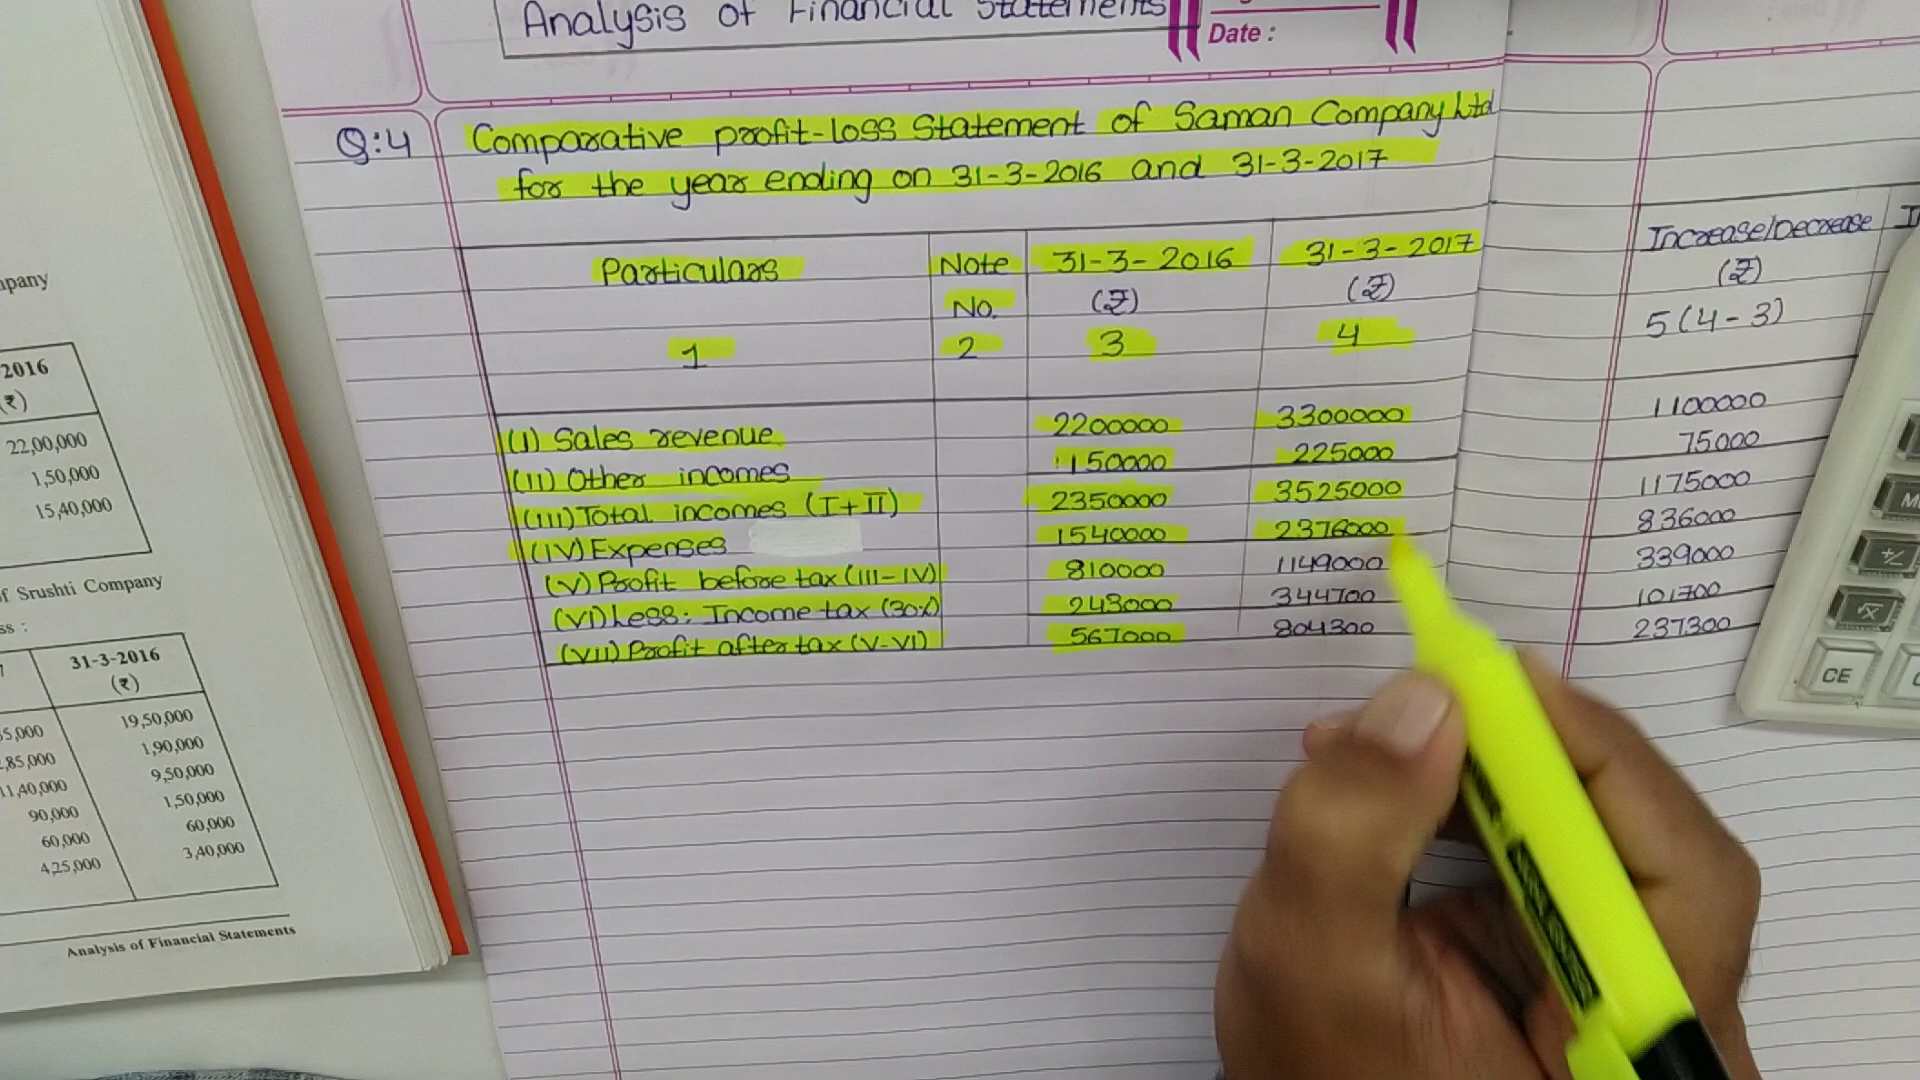 Analysis of Financial Statements
Date :
Q:4 Comparative profit-loss Statement of Saman Company Ltd
for the year ending on 31-3-2016 and 31-3-2017
Particulars Note No. 31-3-2016 (₹) 31-3-2017 (₹) Increase/Decrease (₹)
1 2 3 4 5(4-3)
(I) Sales revenue 2200000 3300000 1100000
(II) Other incomes 150000 225000 75000
(III) Total incomes (I+II) 2350000 3525000 1175000
(IV) Expenses 1540000 2376000 836000
(V) Profit before tax (III-IV) 810000 1149000 339000
(VI) Less: Income tax (30%) 243000 344700 101700
(VII) Profit after tax (V-VI) 567000 804300 237300
2016
(₹)
22,00,000
1,50,000
15,40,000
Srushti Company
31-3-2016
(₹)
19,50,000
1,90,000
11,40,000 9,50,000
90,000 1,50,000
60,000 60,000
4,25,000 3,40,000
Analysis of Financial Statements
CE